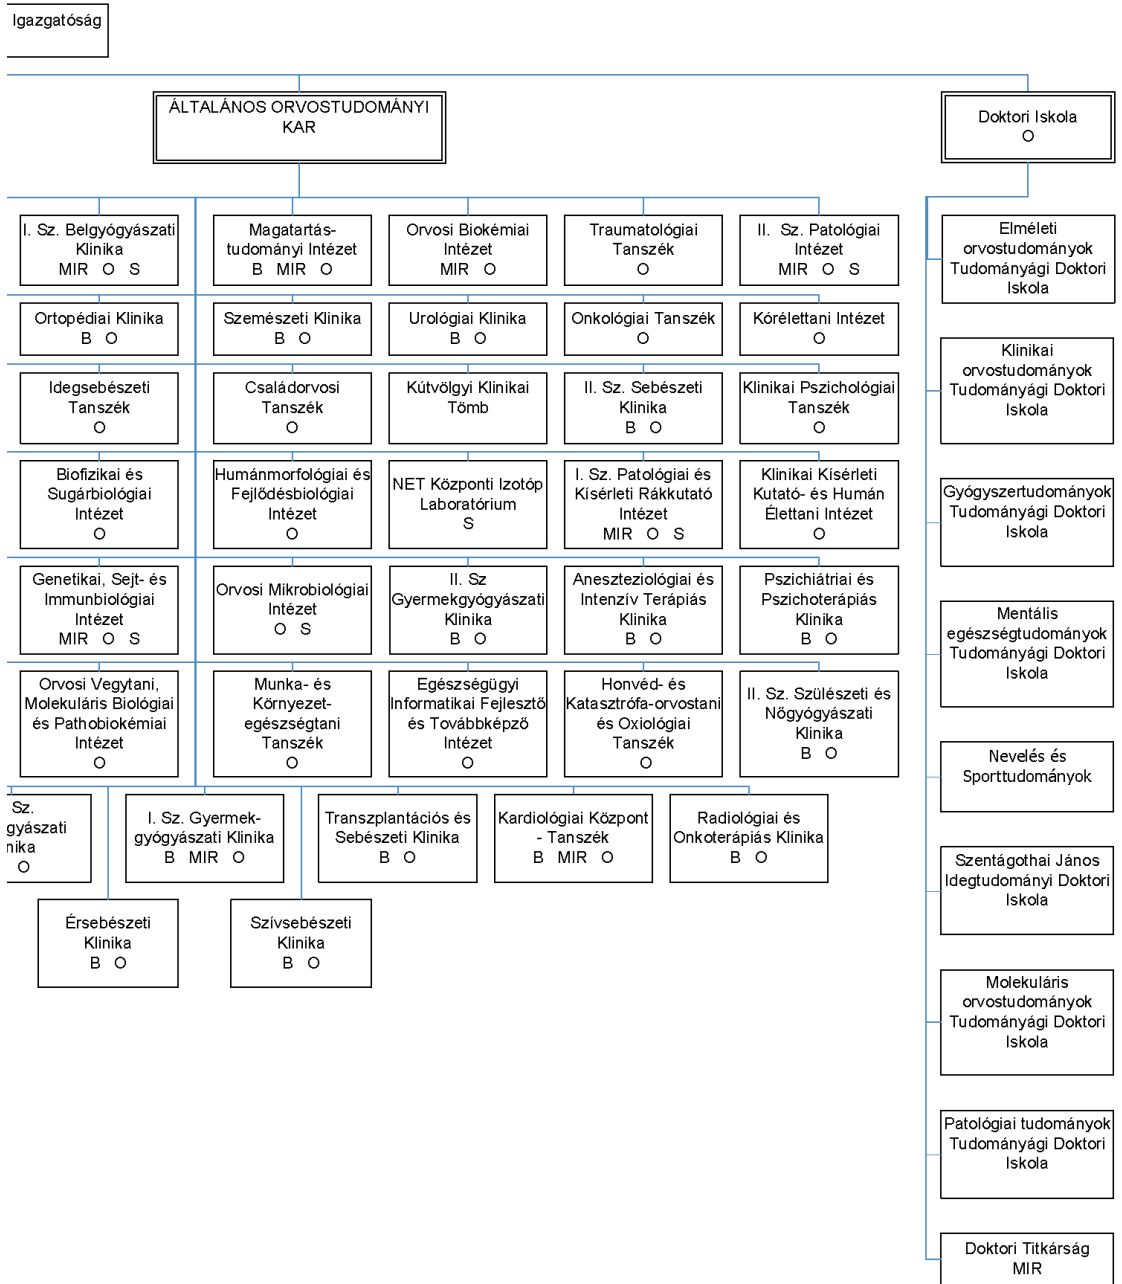 Igazgatóság
ÁLTALÁNOS ORVOSTUDOMÁNYI
KAR
Doktori Iskola
O
I. Sz. Belgyógyászati
Klinika
MIR O S
Magatartás-
tudományi Intézet
B MIR O
Orvosi Biokémiai
Intézet
MIR O
Traumatológiai
Tanszék
O
II. Sz. Patológiai
Intézet
MIR O S
Ortopédiai Klinika
B O
Szemészeti Klinika
B O
Urológiai Klinika
B O
Onkológiai Tanszék
O
Kórélettani Intézet
O
Idegsebészeti
Tanszék
O
Családorvosi
Tanszék
O
Kútvölgyi Klinikai
Tömb
II. Sz. Sebészeti
Klinika
B O
Klinikai Pszichológiai
Tanszék
O
Biofizikai és
Sugárbiológiai
Intézet
O
Humánmorfológiai és
Fejlődésbiológiai
Intézet
O
NET Központi Izotóp
Laboratórium
S
I. Sz. Patológiai és
Kísérleti Rákkutató
Intézet
MIR O S
Klinikai Kísérleti
Kutató- és Humán
Élettani Intézet
O
Genetikai, Sejt- és
Immunbiológiai
Intézet
MIR O S
Orvosi Mikrobiológiai
Intézet
O S
II. Sz
Gyermekgyógyászati
Klinika
B O
Aneszteziológiai és
Intenzív Terápiás
Klinika
B O
Pszichiátriai és
Pszichoterápiás
Klinika
B O
Orvosi Vegytani,
Molekuláris Biológiai
és Pathobiokémiai
Intézet
O
Munka- és
Környezet-
egészségtani
Tanszék
O
Egészségügyi
Informatikai Fejlesztő
és Továbbképző
Intézet
O
Honvéd- és
Katasztrófa-orvostani
és Oxiológiai
Tanszék
O
II. Sz. Szülészeti és
Nőgyógyászati
Klinika
B O
Sz.
gyászati
nika
O
I. Sz. Gyermek-
gyógyászati Klinika
B MIR O
Transzplantációs és
Sebészeti Klinika
B O
Kardiológiai Központ
- Tanszék
B MIR O
Radiológiai és
Onkoterápiás Klinika
B O
Érsebészeti
Klinika
B O
Szívsebészeti
Klinika
B O
Elméleti
orvostudományok
Tudományági Doktori
Iskola
Klinikai
orvostudományok
Tudományági Doktori
Iskola
Gyógyszertudományok
Tudományági Doktori
Iskola
Mentális
egészségtudományok
Tudományági Doktori
Iskola
Nevelés és
Sporttudományok
Szentágothai János
Idegtudományi Doktori
Iskola
Molekuláris
orvostudományok
Tudományági Doktori
Iskola
Patológiai tudományok
Tudományági Doktori
Iskola
Doktori Titkárság
MIR